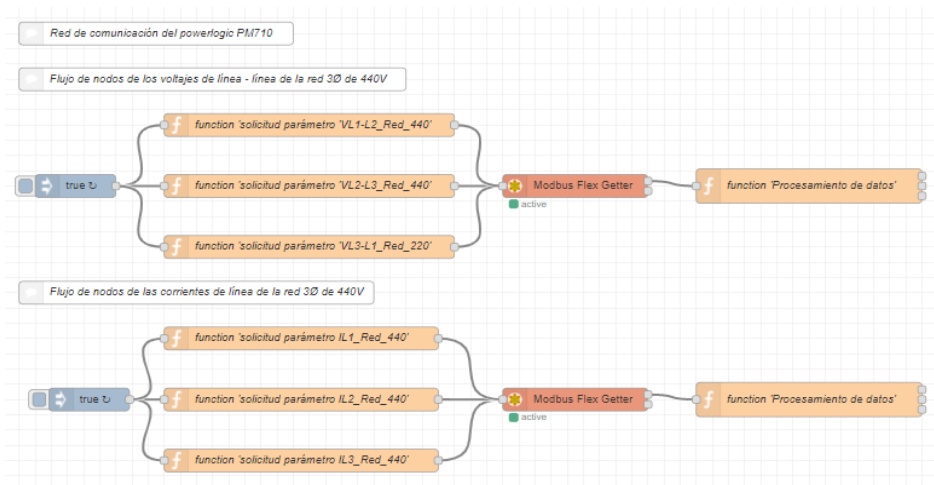 Red de comunicación del powerlogic PM710
Flujo de nodos de los voltajes de línea - línea de la red 3Ø de 440V
function 'solicitud parámetro 'VL1-L2_Red_440'
true ↻
function 'solicitud parámetro 'VL2-L3_Red_440'
Modbus Flex Getter
function 'Procesamiento de datos'
active
function 'solicitud parámetro 'VL3-L1_Red_220'
Flujo de nodos de las corrientes de línea de la red 3Ø de 440V
function 'solicitud parámetro IL1_Red_440'
true ↻
function 'solicitud parámetro IL2_Red_440'
Modbus Flex Getter
function 'Procesamiento de datos'
active
function 'solicitud parámetro IL3_Red_440'